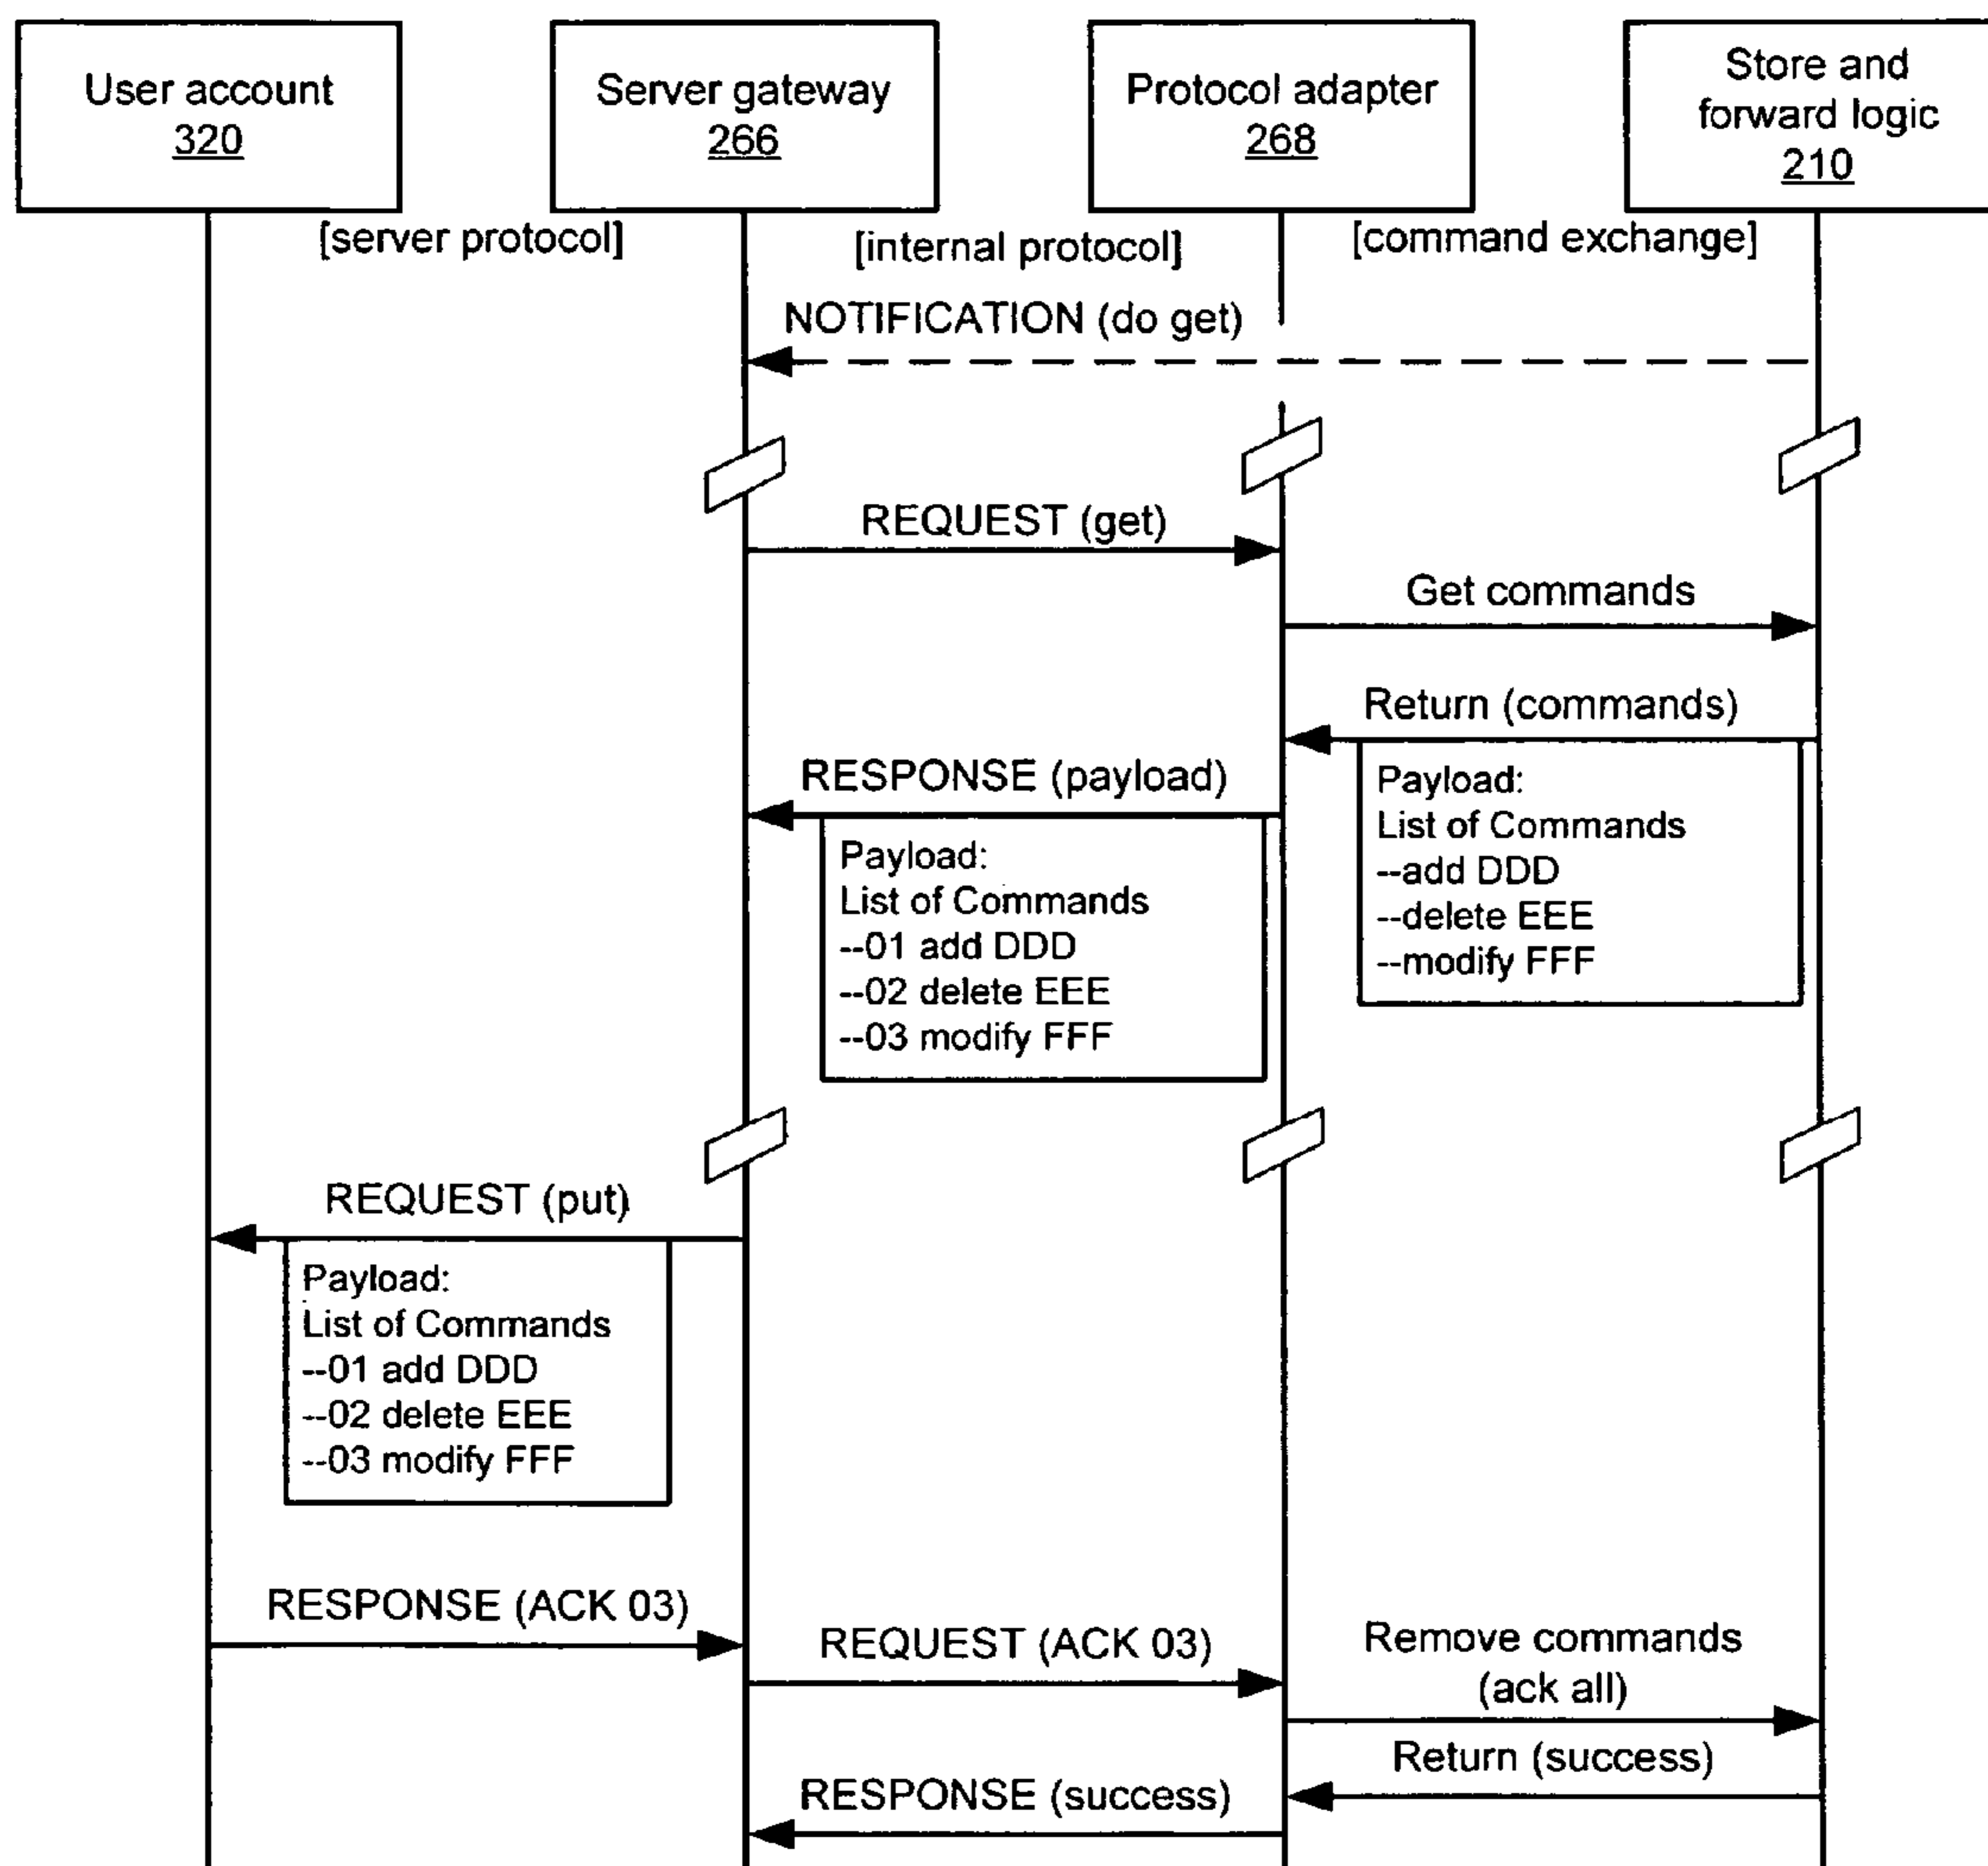 User account
320
Server gateway
266
Protocol adapter
268
Store and
forward logic
210
[server protocol]
[internal protocol]
[command exchange]
NOTIFICATION (do get)
REQUEST (get)
Get commands
Return (commands)
Payload:
List of Commands
--add DDD
--delete EEE
--modify FFF
RESPONSE (payload)
Payload:
List of Commands
--01 add DDD
--02 delete EEE
--03 modify FFF
REQUEST (put)
Payload:
List of Commands
--01 add DDD
--02 delete EEE
--03 modify FFF
RESPONSE (ACK 03)
REQUEST (ACK 03)
Remove commands
(ack all)
Return (success)
RESPONSE (success)